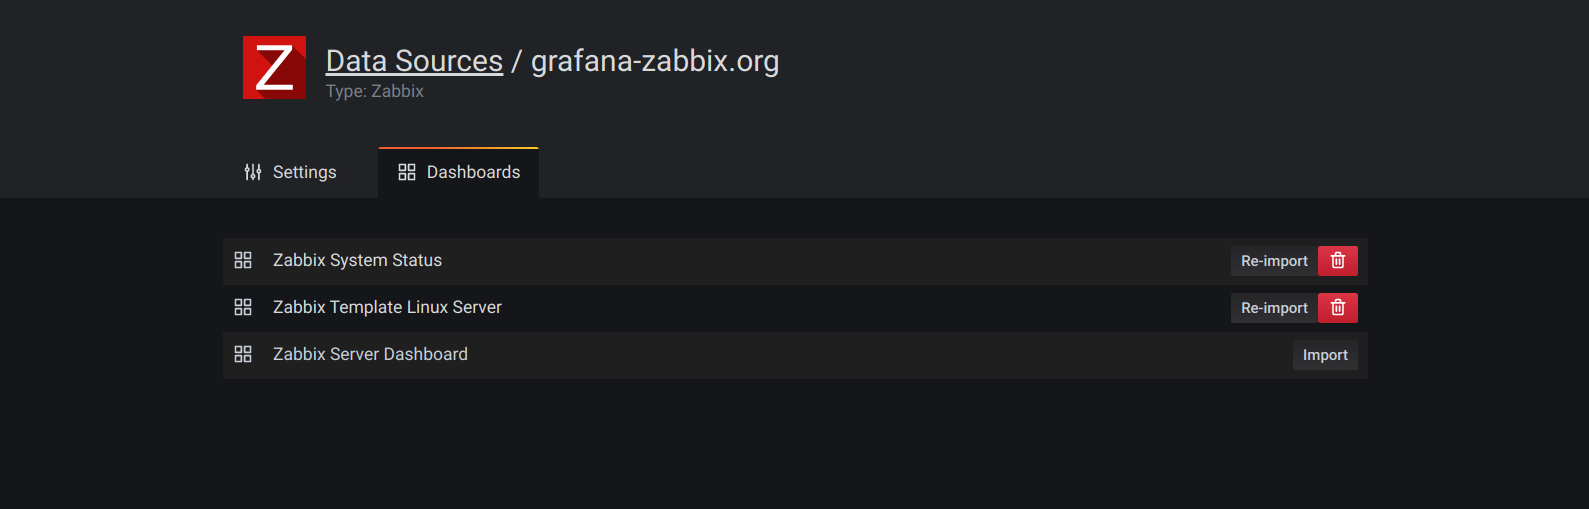 Z
Data Sources / grafana-zabbix.org
Type: Zabbix
Settings
Dashboards
Zabbix System Status
Re-import
Zabbix Template Linux Server
Re-import
Zabbix Server Dashboard
Import